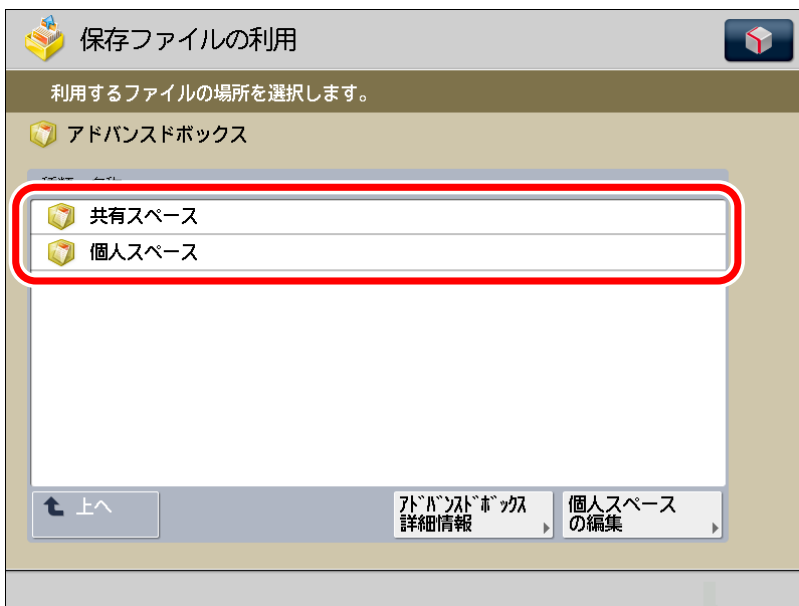 保存ファイルの利用
利用するファイルの場所を選択します。
アドバンスドボックス
共有スペース
個人スペース
上へ
ｱﾄﾞﾊﾞﾝｽﾄﾞﾎﾞｯｸｽ
詳細情報
個人スペース
の編集